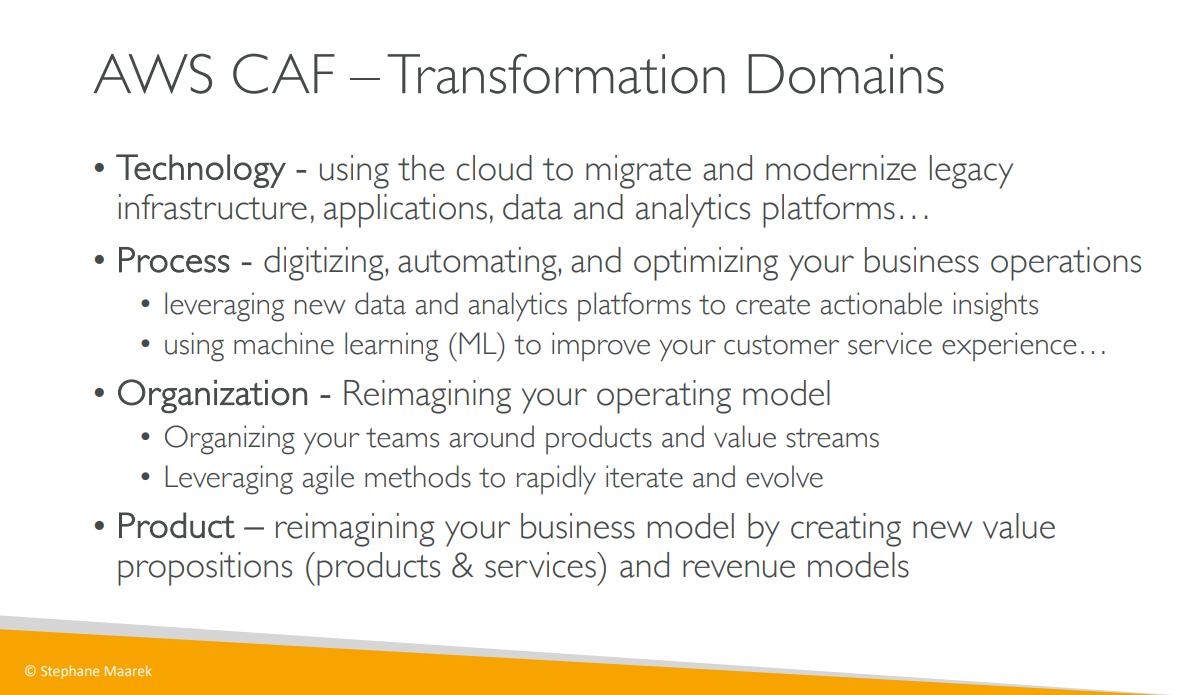 AWS CAF – Transformation Domains
• Technology - using the cloud to migrate and modernize legacy
infrastructure, applications, data and analytics platforms…
• Process - digitizing, automating, and optimizing your business operations
• leveraging new data and analytics platforms to create actionable insights
• using machine learning (ML) to improve your customer service experience…
• Organization - Reimagining your operating model
• Organizing your teams around products and value streams
• Leveraging agile methods to rapidly iterate and evolve
• Product – reimagining your business model by creating new value
propositions (products & services) and revenue models
© Stephane Maarek